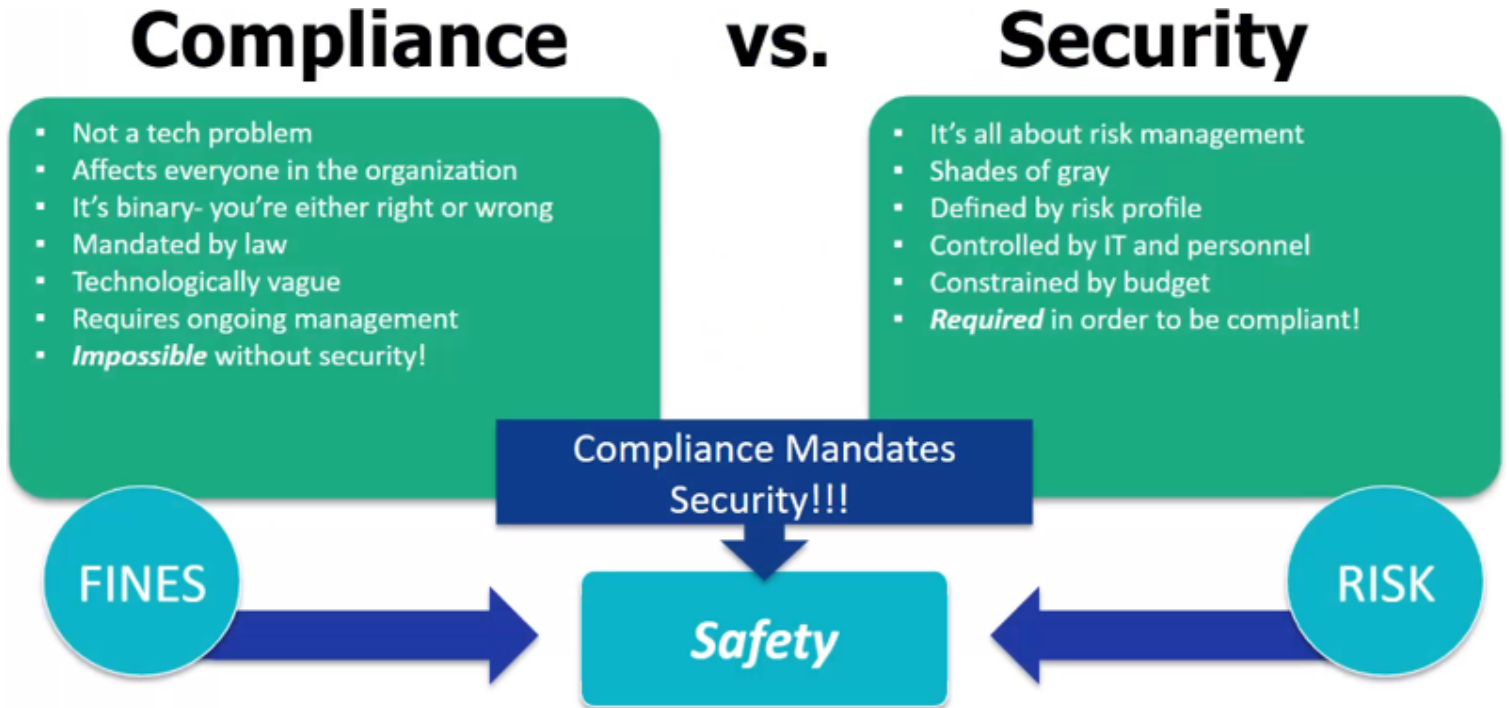 Compliance vs. Security
▪ Not a tech problem
▪ Affects everyone in the organization
▪ It's binary- you're either right or wrong
▪ Mandated by law
▪ Technologically vague
▪ Requires ongoing management
▪ Impossible without security!
▪ It's all about risk management
▪ Shades of gray
▪ Defined by risk profile
▪ Controlled by IT and personnel
▪ Constrained by budget
▪ Required in order to be compliant!
Compliance Mandates
Security!!!
FINES
Safety
RISK